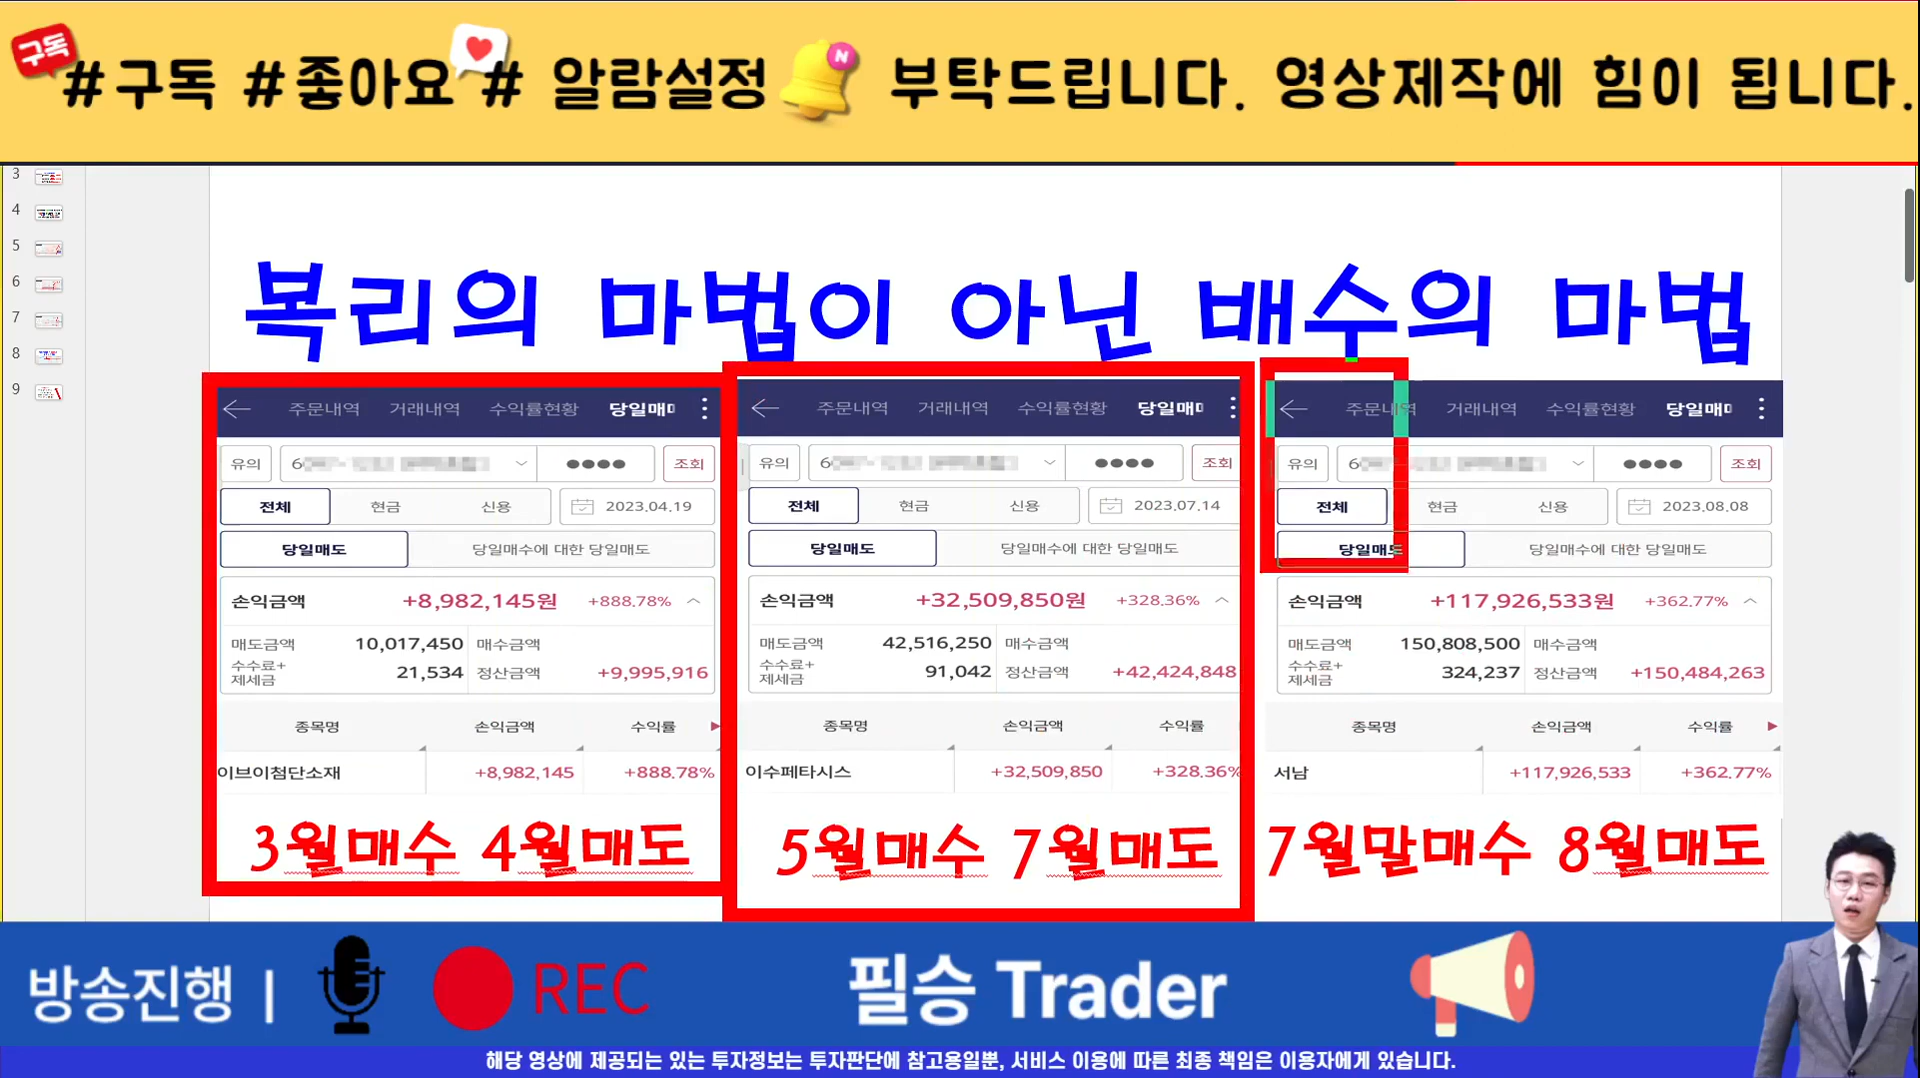 구독
#구독 #좋아요 # 알람설정 N 부탁드립니다. 영상제작에 힘이 됩니다.
3
4
5
6
7
8
9
복리의 마법이 아닌 배수의 마법
주문내역 거래내역 수익률현황 당일매매
유의 6 ●●●● 조회
전체 현금 신용 2023.04.19
당일매도 당일매수에 대한 당일매도
손익금액 +8,982,145원 +888.78%
매도금액 10,017,450 매수금액
수수료+
제세금 21,534 정산금액 +9,995,916
종목명 손익금액 수익률
이브이첨단소재 +8,982,145 +888.78%
3월매수 4월매도
주문내역 거래내역 수익률현황 당일매매
유의 6 ●●●● 조회
전체 현금 신용 2023.07.14
당일매도 당일매수에 대한 당일매도
손익금액 +32,509,850원 +328.36%
매도금액 42,516,250 매수금액
수수료+
제세금 91,042 정산금액 +42,424,848
종목명 손익금액 수익률
이수페타시스 +32,509,850 +328.36%
5월매수 7월매도
주문내역 거래내역 수익률현황 당일매매
유의 6 ●●●● 조회
전체 현금 신용 2023.08.08
당일매도 당일매수에 대한 당일매도
손익금액 +117,926,533원 +362.77%
매도금액 150,808,500 매수금액
수수료+
제세금 324,237 정산금액 +150,484,263
종목명 손익금액 수익률
서남 +117,926,533 +362.77%
7월말매수 8월매도
방송진행 | REC 필승 Trader
해당 영상에 제공되는 있는 투자정보는 투자판단에 참고용일뿐, 서비스 이용에 따른 최종 책임은 이용자에게 있습니다.